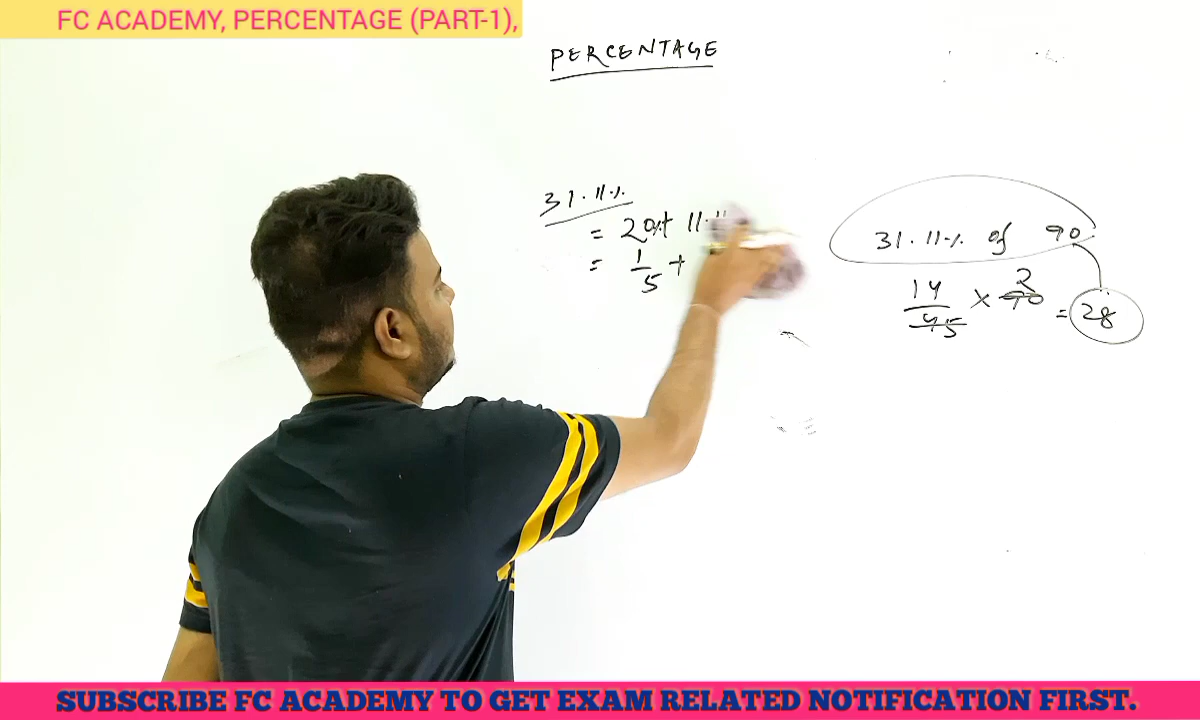 FC ACADEMY, PERCENTAGE (PART-1),
PERCENTAGE
31.11%
= 20% + 11.11
= 1/5 +
31.11% of 90
14/45 × 90 2 = 28
SUBSCRIBE FC ACADEMY TO GET EXAM RELATED NOTIFICATION FIRST.